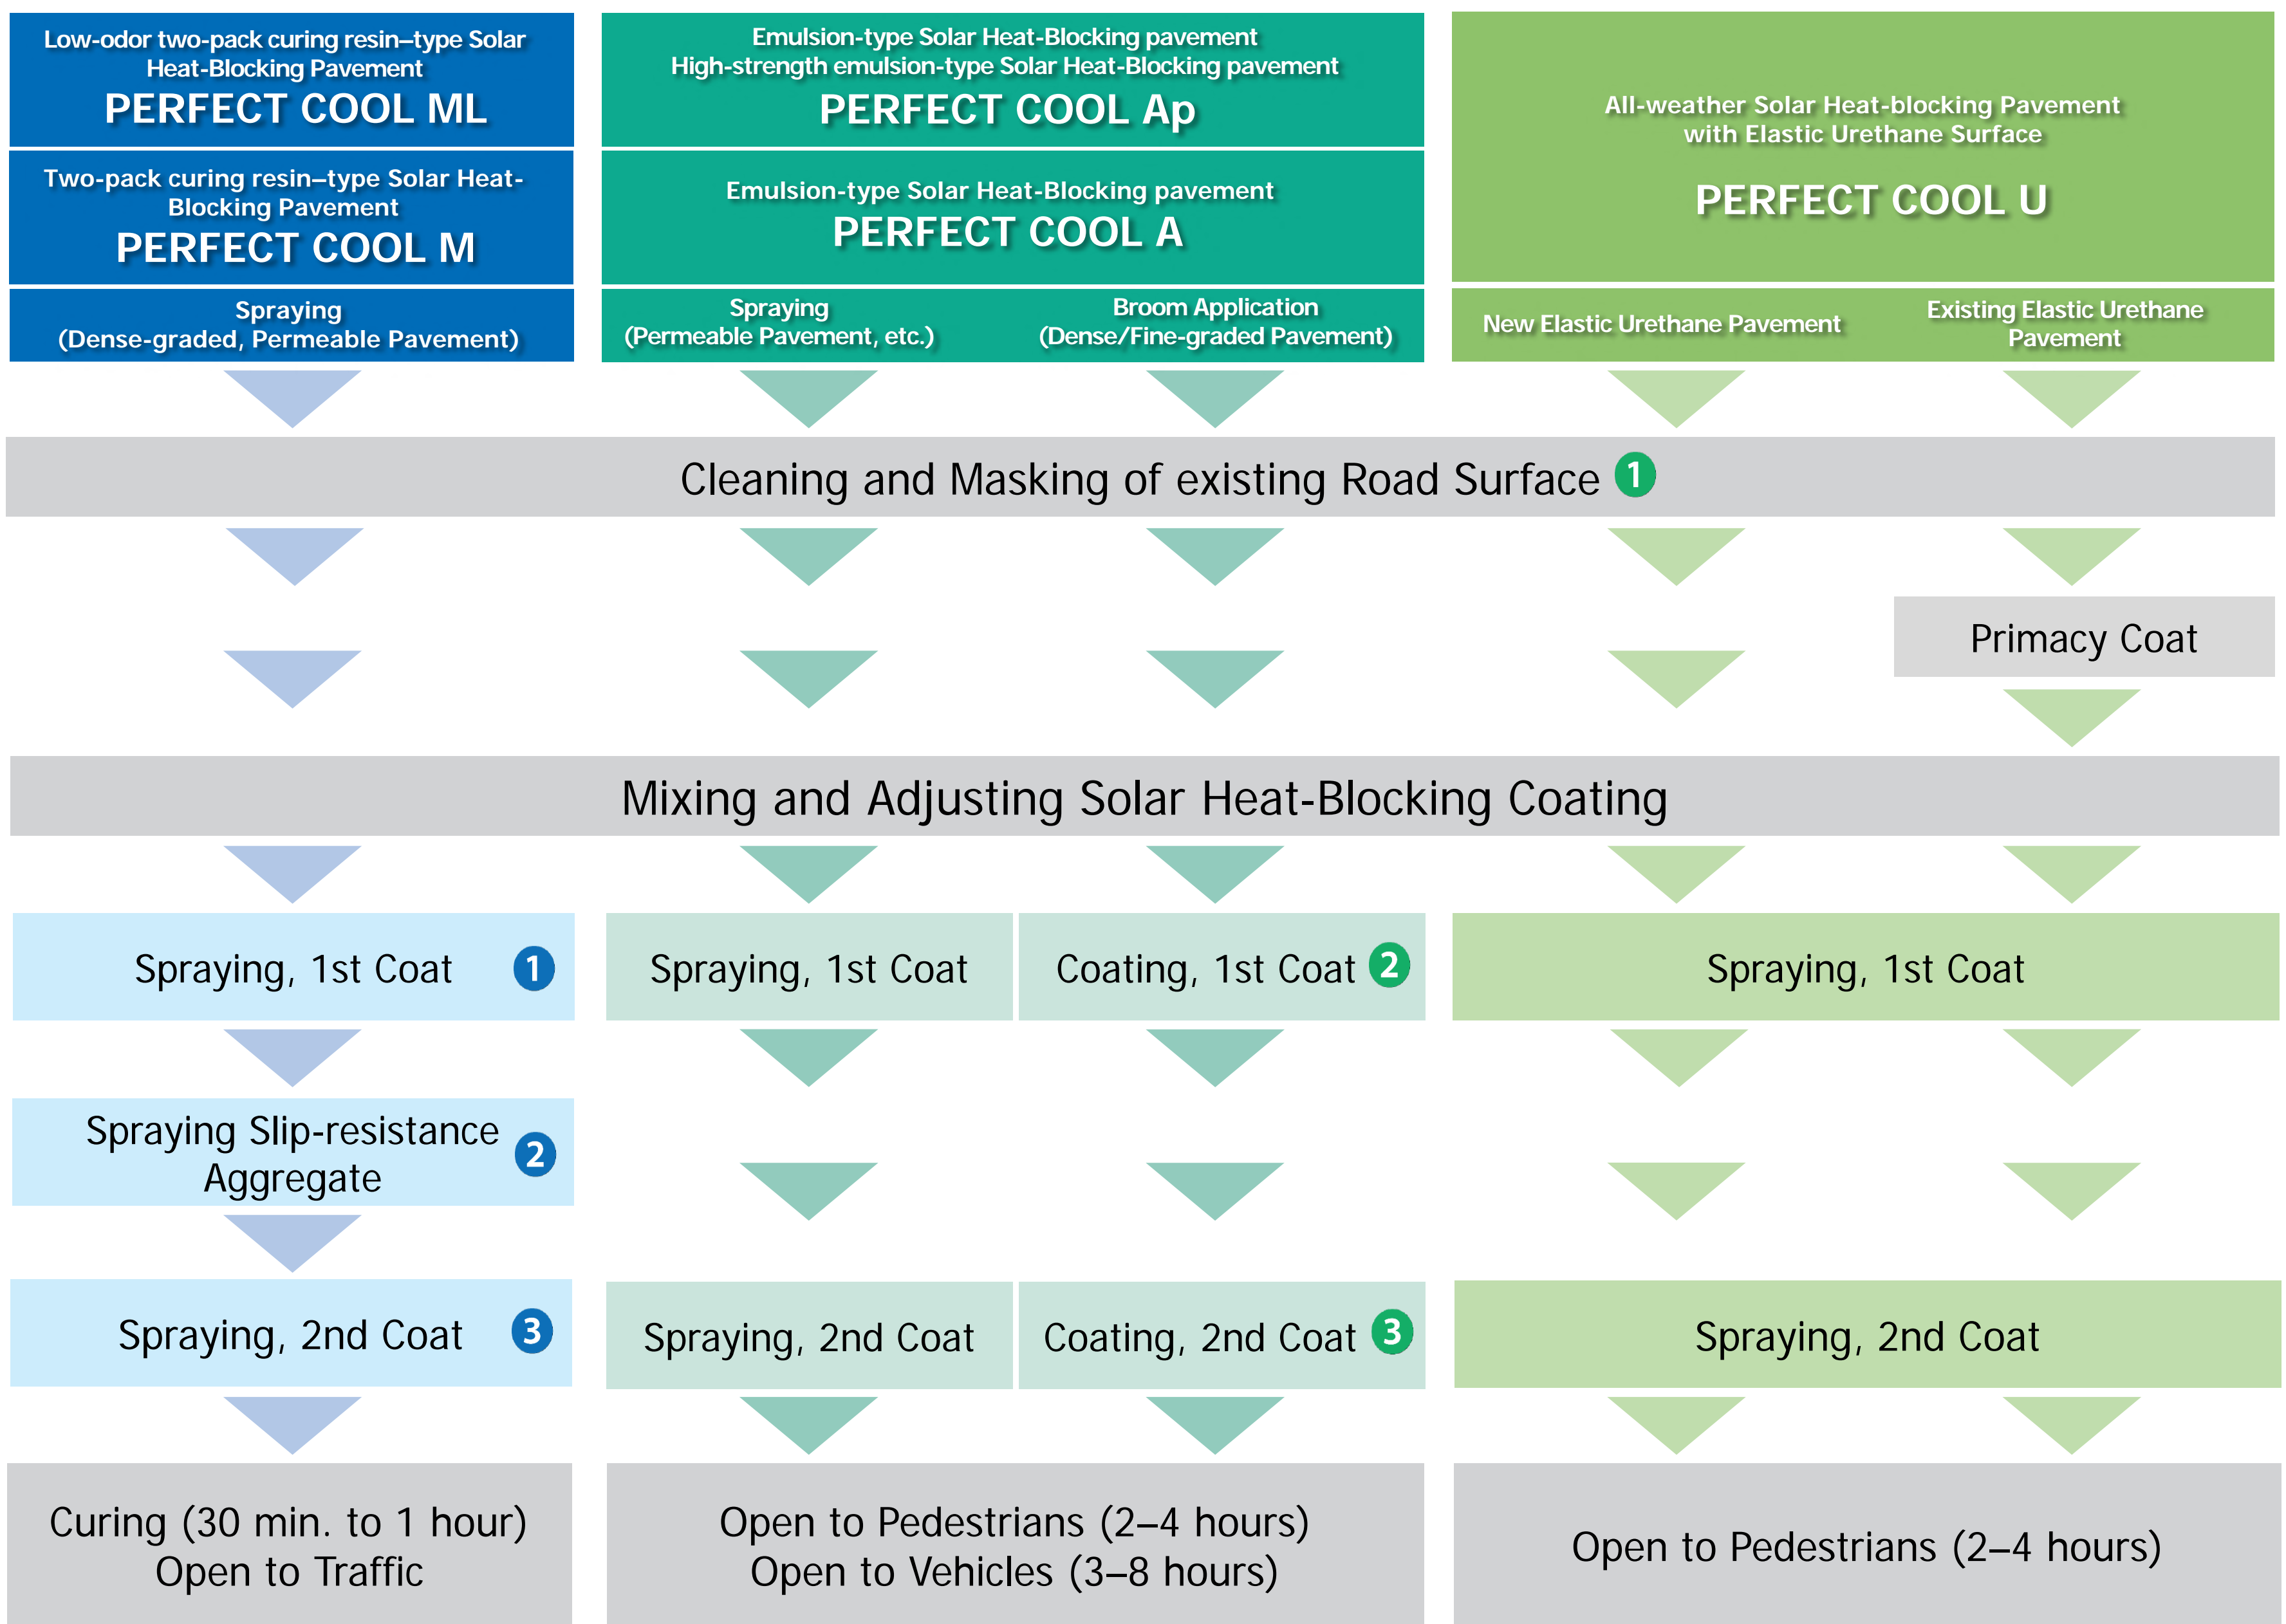 Low-odor two-pack curing resin–type Solar
Heat-Blocking Pavement
PERFECT COOL ML
Two-pack curing resin–type Solar Heat-
Blocking Pavement
PERFECT COOL M
Spraying
(Dense-graded, Permeable Pavement)
Emulsion-type Solar Heat-Blocking pavement
High-strength emulsion-type Solar Heat-Blocking pavement
PERFECT COOL Ap
Emulsion-type Solar Heat-Blocking pavement
PERFECT COOL A
Spraying
(Permeable Pavement, etc.)
Broom Application
(Dense/Fine-graded Pavement)
All-weather Solar Heat-blocking Pavement
with Elastic Urethane Surface
PERFECT COOL U
New Elastic Urethane Pavement
Existing Elastic Urethane
Pavement
Cleaning and Masking of existing Road Surface 1
Primacy Coat
Mixing and Adjusting Solar Heat-Blocking Coating
Spraying, 1st Coat 1
Spraying, 1st Coat
Coating, 1st Coat 2
Spraying, 1st Coat
Spraying Slip-resistance
Aggregate 2
Spraying, 2nd Coat 3
Spraying, 2nd Coat
Coating, 2nd Coat 3
Spraying, 2nd Coat
Curing (30 min. to 1 hour)
Open to Traffic
Open to Pedestrians (2–4 hours)
Open to Vehicles (3–8 hours)
Open to Pedestrians (2–4 hours)